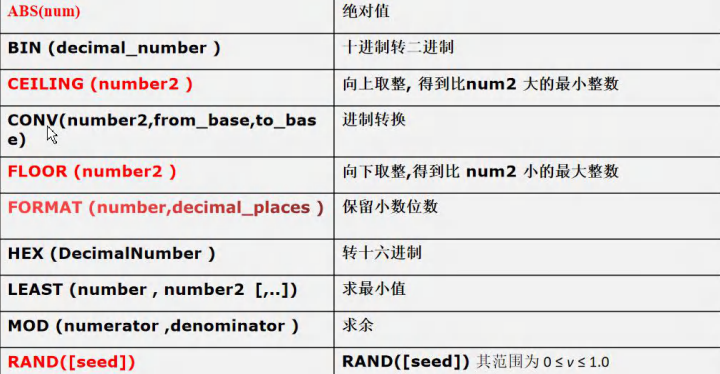 ABS(num) 绝对值
BIN (decimal_number ) 十进制转二进制
CEILING (number2 ) 向上取整, 得到比num2 大的最小整数
CONV(number2,from_base,to_bas 进制转换
e)
FLOOR (number2 ) 向下取整,得到比 num2 小的最大整数
FORMAT (number,decimal_places ) 保留小数位数
HEX (DecimalNumber ) 转十六进制
LEAST (number , number2 [,..]) 求最小值
MOD (numerator ,denominator ) 求余
RAND([seed]) RAND([seed]) 其范围为 0 ≤ v ≤ 1.0